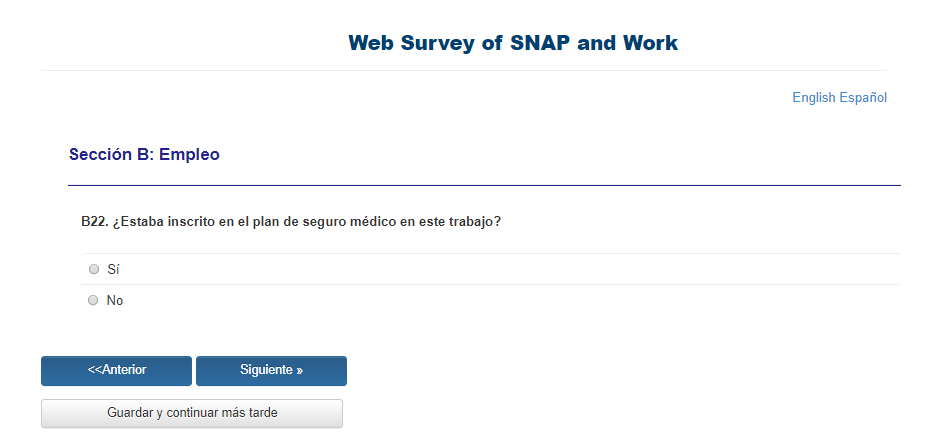 Web Survey of SNAP and Work
English Español
Sección B: Empleo
B22. ¿Estaba inscrito en el plan de seguro médico en este trabajo?
Sí
No
<<Anterior Siguiente »
Guardar y continuar más tarde